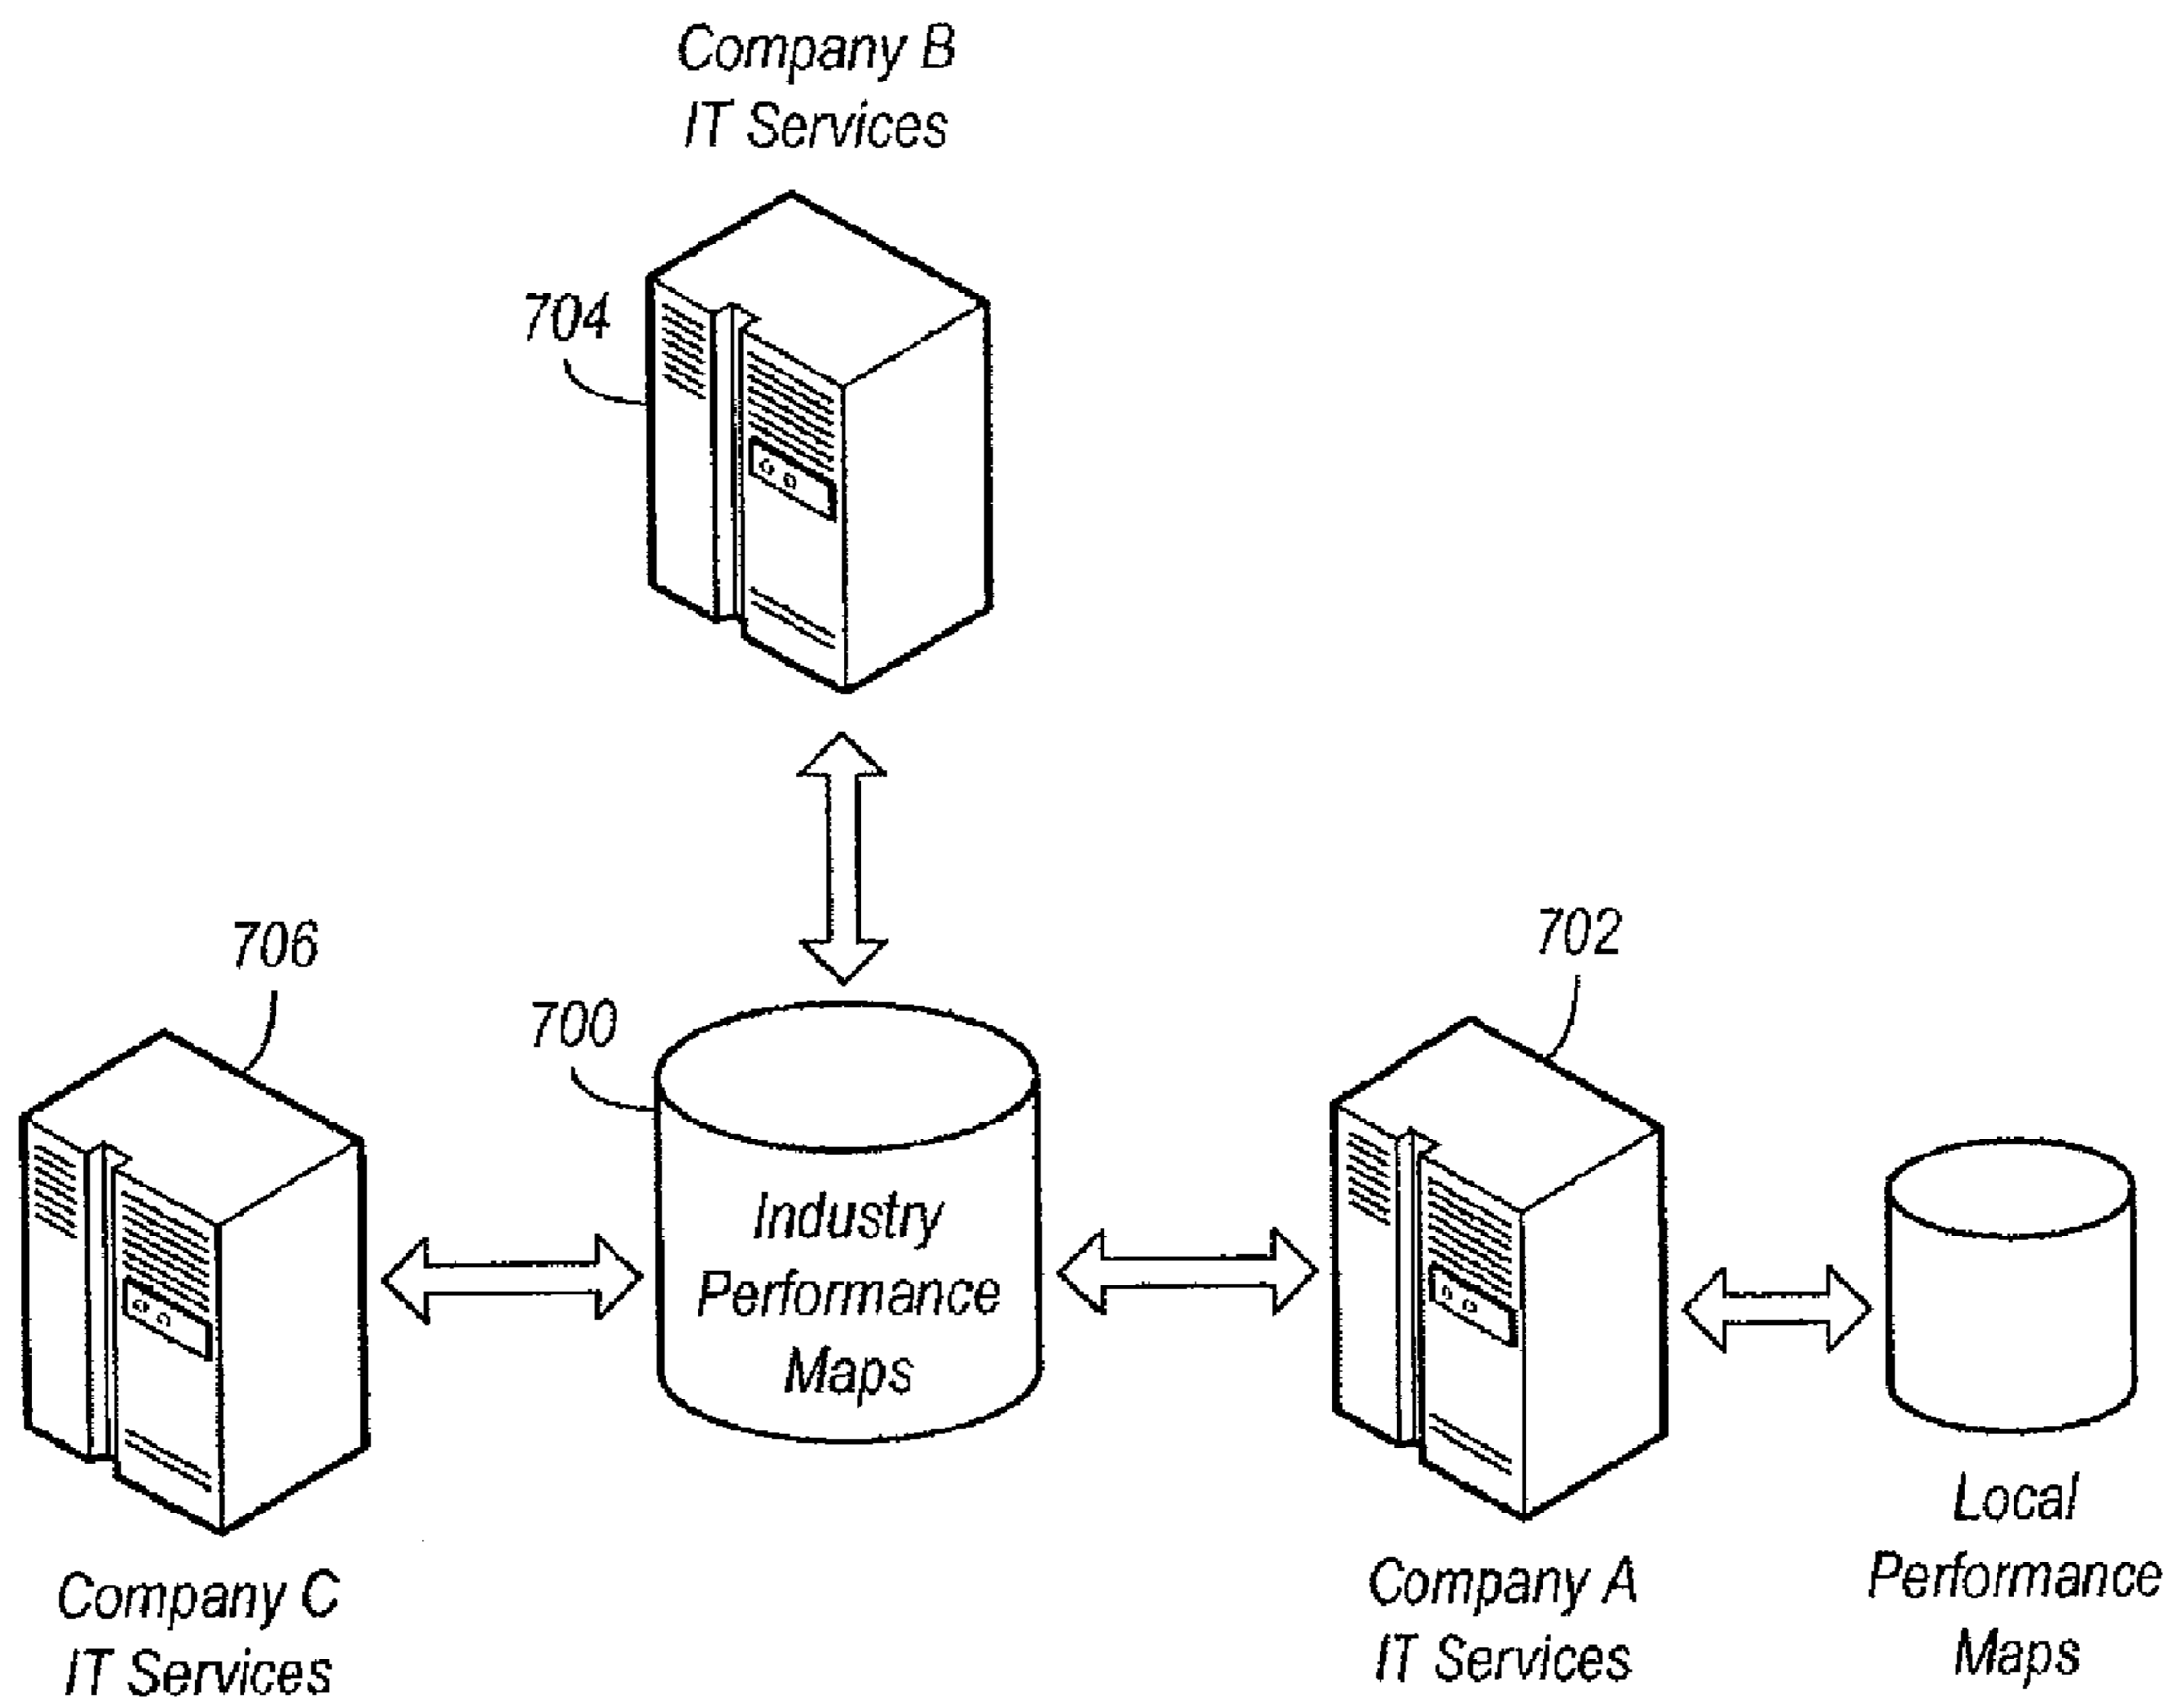 Company B
IT Services
704
706
700
702
Industry
Performance
Maps
Company C
IT Services
Company A
IT Services
Local
Performance
Maps